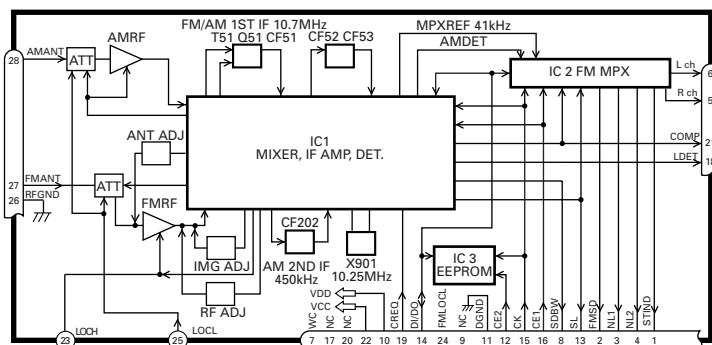 FM/AM 1ST IF 10.7MHz
MPXREF 41kHz
AMRF
T51 Q51 CF51
CF52 CF53
AMDET
AMANT
28
ATT
IC 2 FM MPX
L ch
6
R ch
5
IC1
MIXER, IF AMP, DET.
ANT ADJ
COMP
21
LDET
18
FMANT
27
ATT
RFGND
26
FMRF
CF202
IMG ADJ
AM 2ND IF
450kHz
X901
10.25MHz
IC 3
EEPROM
RF ADJ
VDD
VCC
LOCH
LOCL
WC
NC
NC
CREQ
DI/DO
FMLOCL
NC
DGND
CE2
CK
CE1
SDBW
SL
FMSD
NL1
NL2
STIND
23
25
7
17
20
22
10
19
14
24
9
11
12
15
16
8
13
2
3
4
1